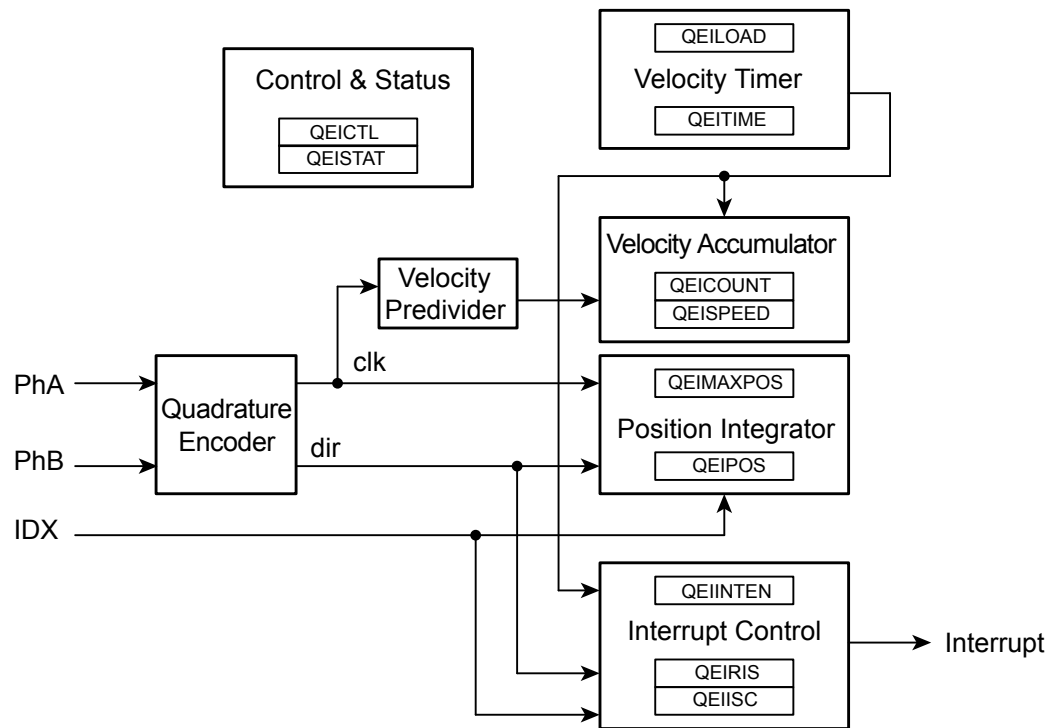 QEILOAD
Velocity Timer
QEITIME
Control & Status
QEICTL
QEISTAT
Velocity Accumulator
QEICOUNT
QEISPEED
Velocity
Predivider
clk
PhA
PhB
IDX
Quadrature
Encoder
dir
QEIMAXPOS
Position Integrator
QEIPOS
QEIINTEN
Interrupt Control
QEIRIS
QEIISC
Interrupt